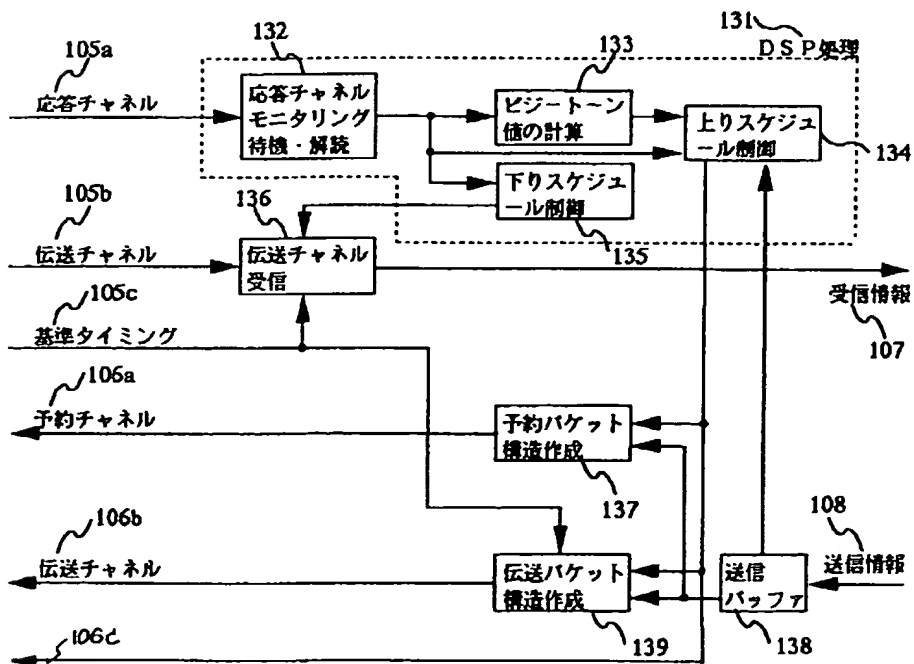 131
DSP処理
105a
応答チャネル
132
応答チャネル
モニタリング
待機・解読
133
ビジートーン
値の計算
上りスケジュ
ール制御
134
下りスケジュ
ール制御
135
105b
伝送チャネル
136
伝送チャネル
受信
受信情報
107
105c
基準タイミング
106a
予約チャネル
予約パケット
構造作成
137
106b
伝送チャネル
伝送パケット
構造作成
139
送信
バッファ
138
108
送信情報
106c